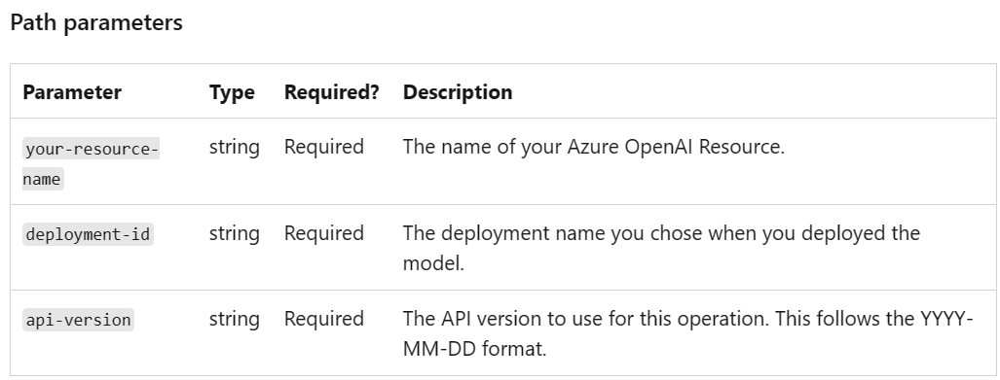 Path parameters
Parameter Type Required? Description
your-resource- string Required The name of your Azure OpenAI Resource.
name
deployment-id string Required The deployment name you chose when you deployed the
model.
api-version string Required The API version to use for this operation. This follows the YYYY-
MM-DD format.